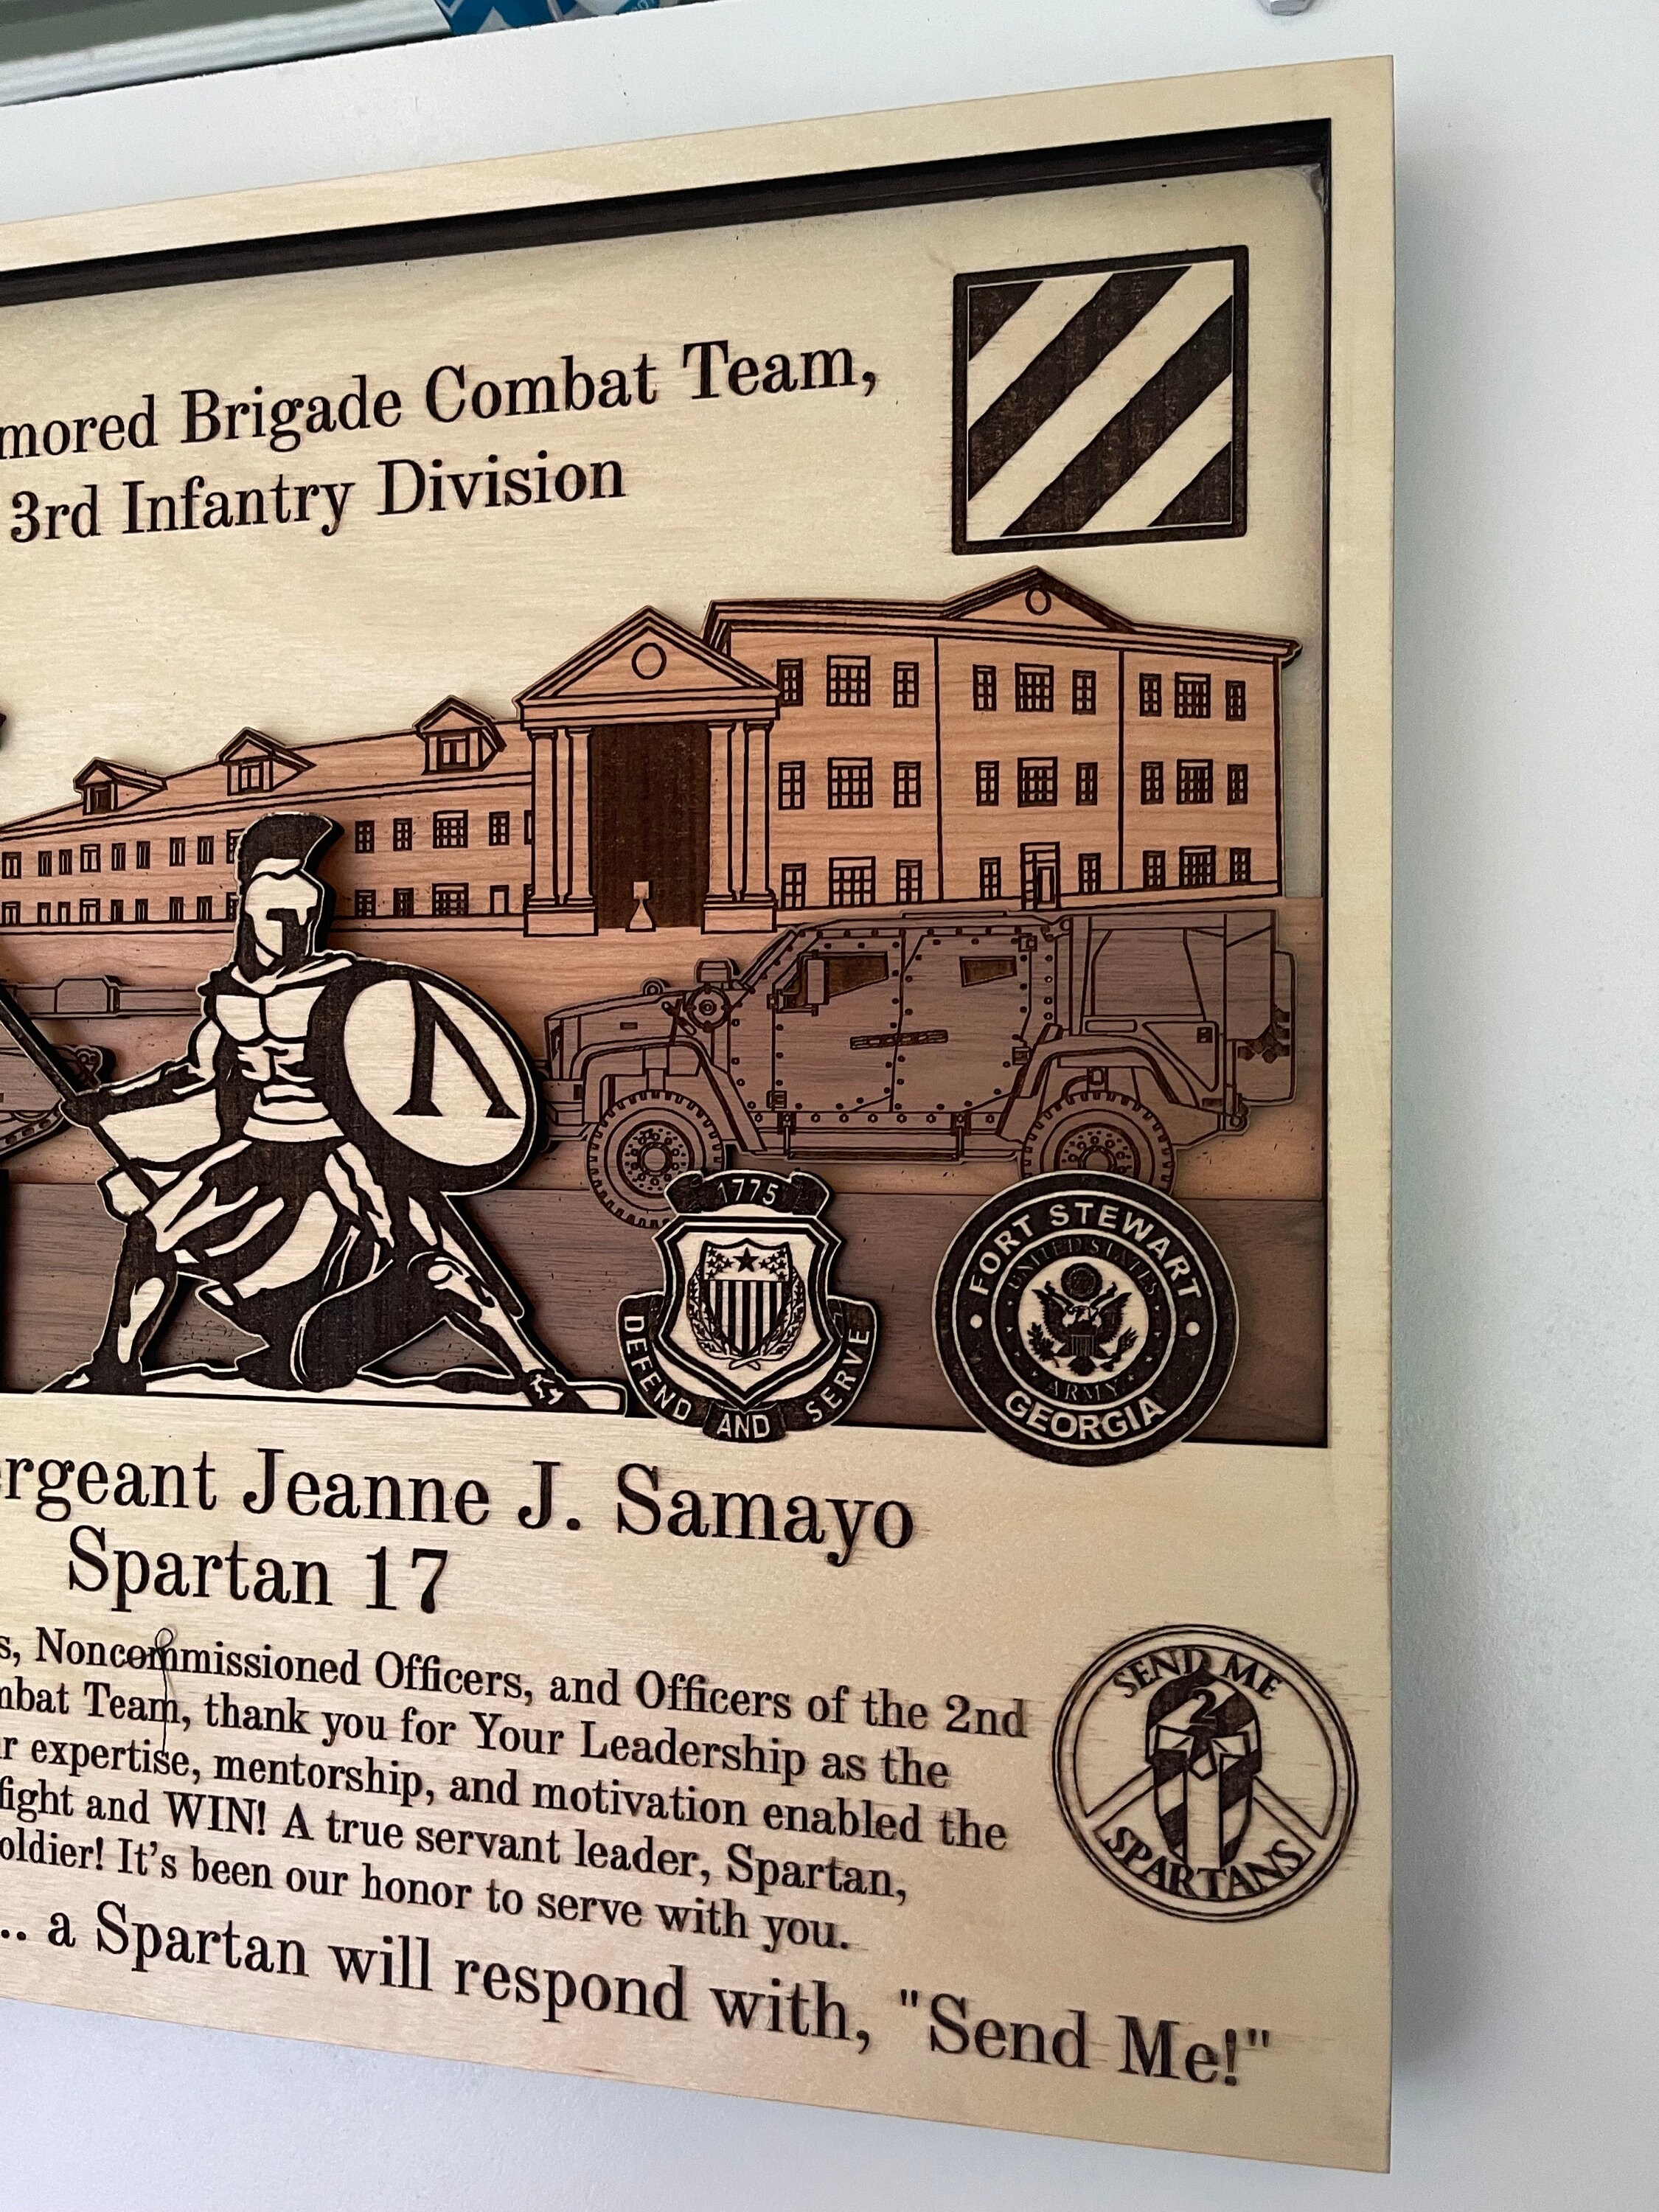 mored Brigade Combat Team,
3rd Infantry Division
Λ
1775
DEFEND AND SERVE
FORT STEWART
UNITED STATES
ARMY
GEORGIA
ergeant Jeanne J. Samayo
Spartan 17
s, Noncommissioned Officers, and Officers of the 2nd
mbat Team, thank you for Your Leadership as the
r expertise, mentorship, and motivation enabled the
fight and WIN! A true servant leader, Spartan,
oldier! It's been our honor to serve with you.
.. a Spartan will respond with, "Send Me!"
SEND ME
2
SPARTANS